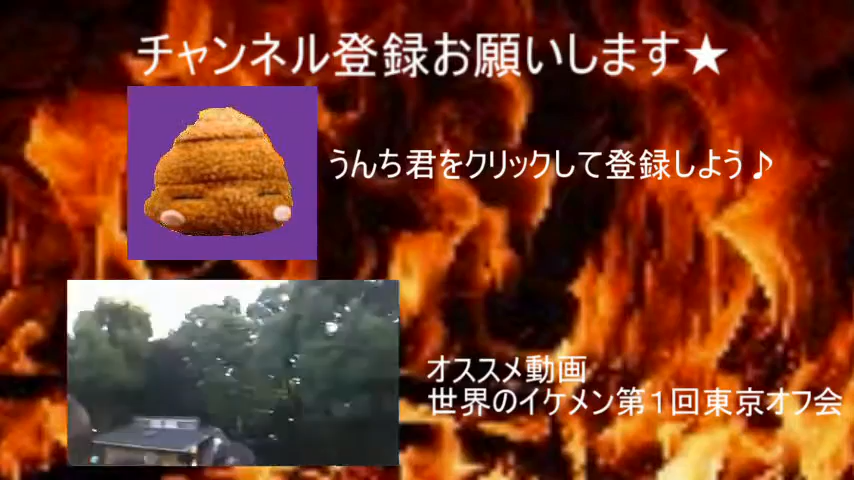 チャンネル登録お願いします★
うんち君をクリックして登録しよう♪
オススメ動画
世界のイケメン第１回東京オフ会